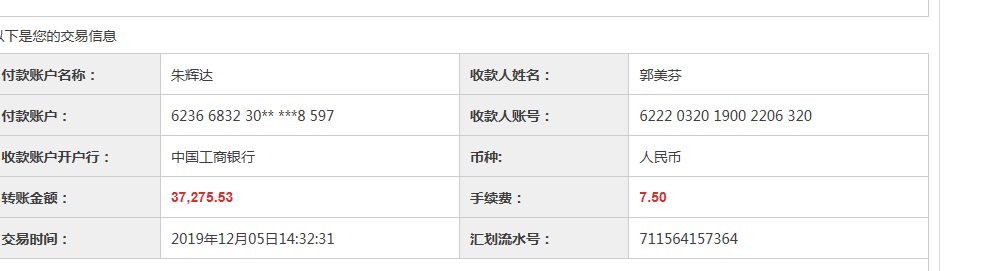 以下是您的交易信息
付款账户名称： 朱辉达 收款人姓名： 郭美芬
付款账户： 6236 6832 30** ***8 597 收款人账号： 6222 0320 1900 2206 320
收款账户开户行： 中国工商银行 币种: 人民币
转账金额： 37,275.53 手续费： 7.50
交易时间： 2019年12月05日14:32:31 汇划流水号： 711564157364